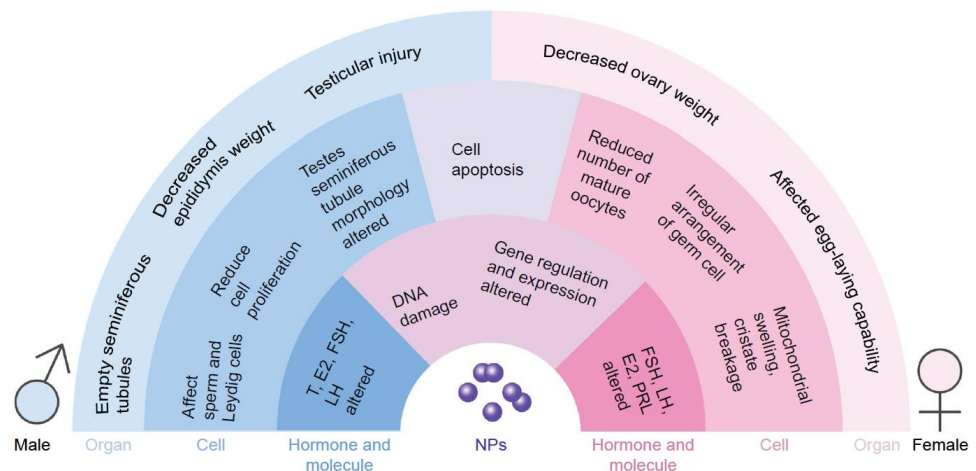 Testicular injury
Decreased
epididymis weight
Empty seminiferous
tubules
Decreased ovary weight
Affected egg-laying capability
Testes
seminiferous
tubule
morphology
altered
Reduce
cell
proliferation
Affect
sperm and
Leydig cells
Cell
apoptosis
Reduced
number of
mature
oocytes
Irregular
arrangement
of germ cell
Mitochondrial
swelling,
cristate
breakage
T, E2, FSH,
LH
altered
DNA
damage
Gene regulation
and expression
altered
FSH, LH,
E2, PRL
altered
Male
Organ
Cell
Hormone and
molecule
NPs
Hormone and
molecule
Cell
Organ
Female